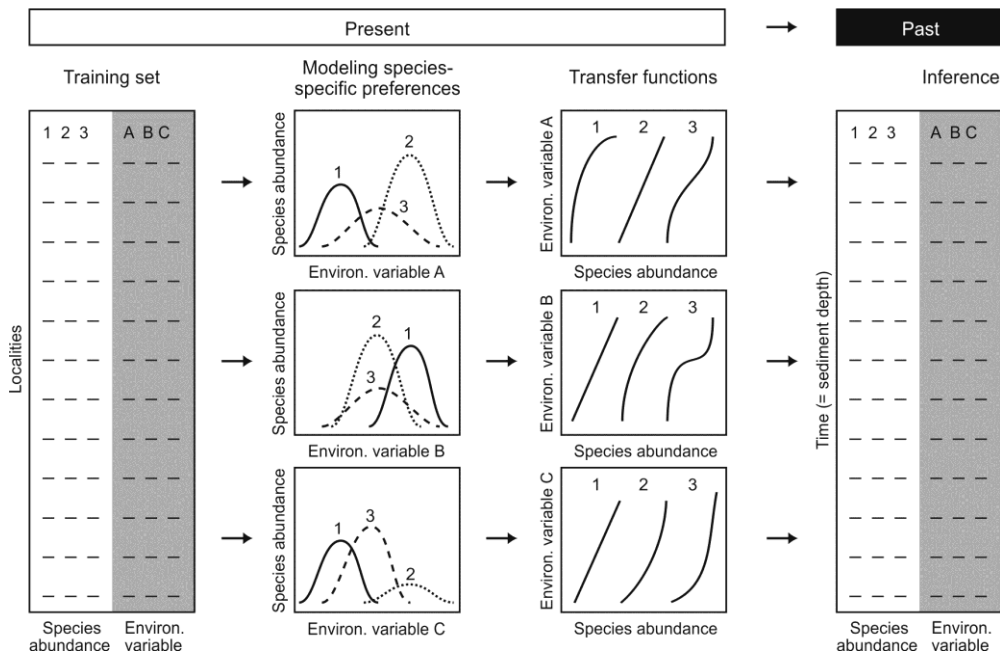 Present
Past
Training set
Modeling species-
specific preferences
Transfer functions
Inference
Localities
1 2 3
A B C
Species
abundance
Environ.
variable
Species abundance
1
2
3
Environ. variable A
Species abundance
2
1
3
Environ. variable B
Species abundance
1
3
2
Environ. variable C
Environ. variable A
1 2 3
Species abundance
Environ. variable B
1 2 3
Species abundance
Environ. variable C
1 2 3
Species abundance
Time (= sediment depth)
1 2 3
A B C
Species
abundance
Environ.
variable